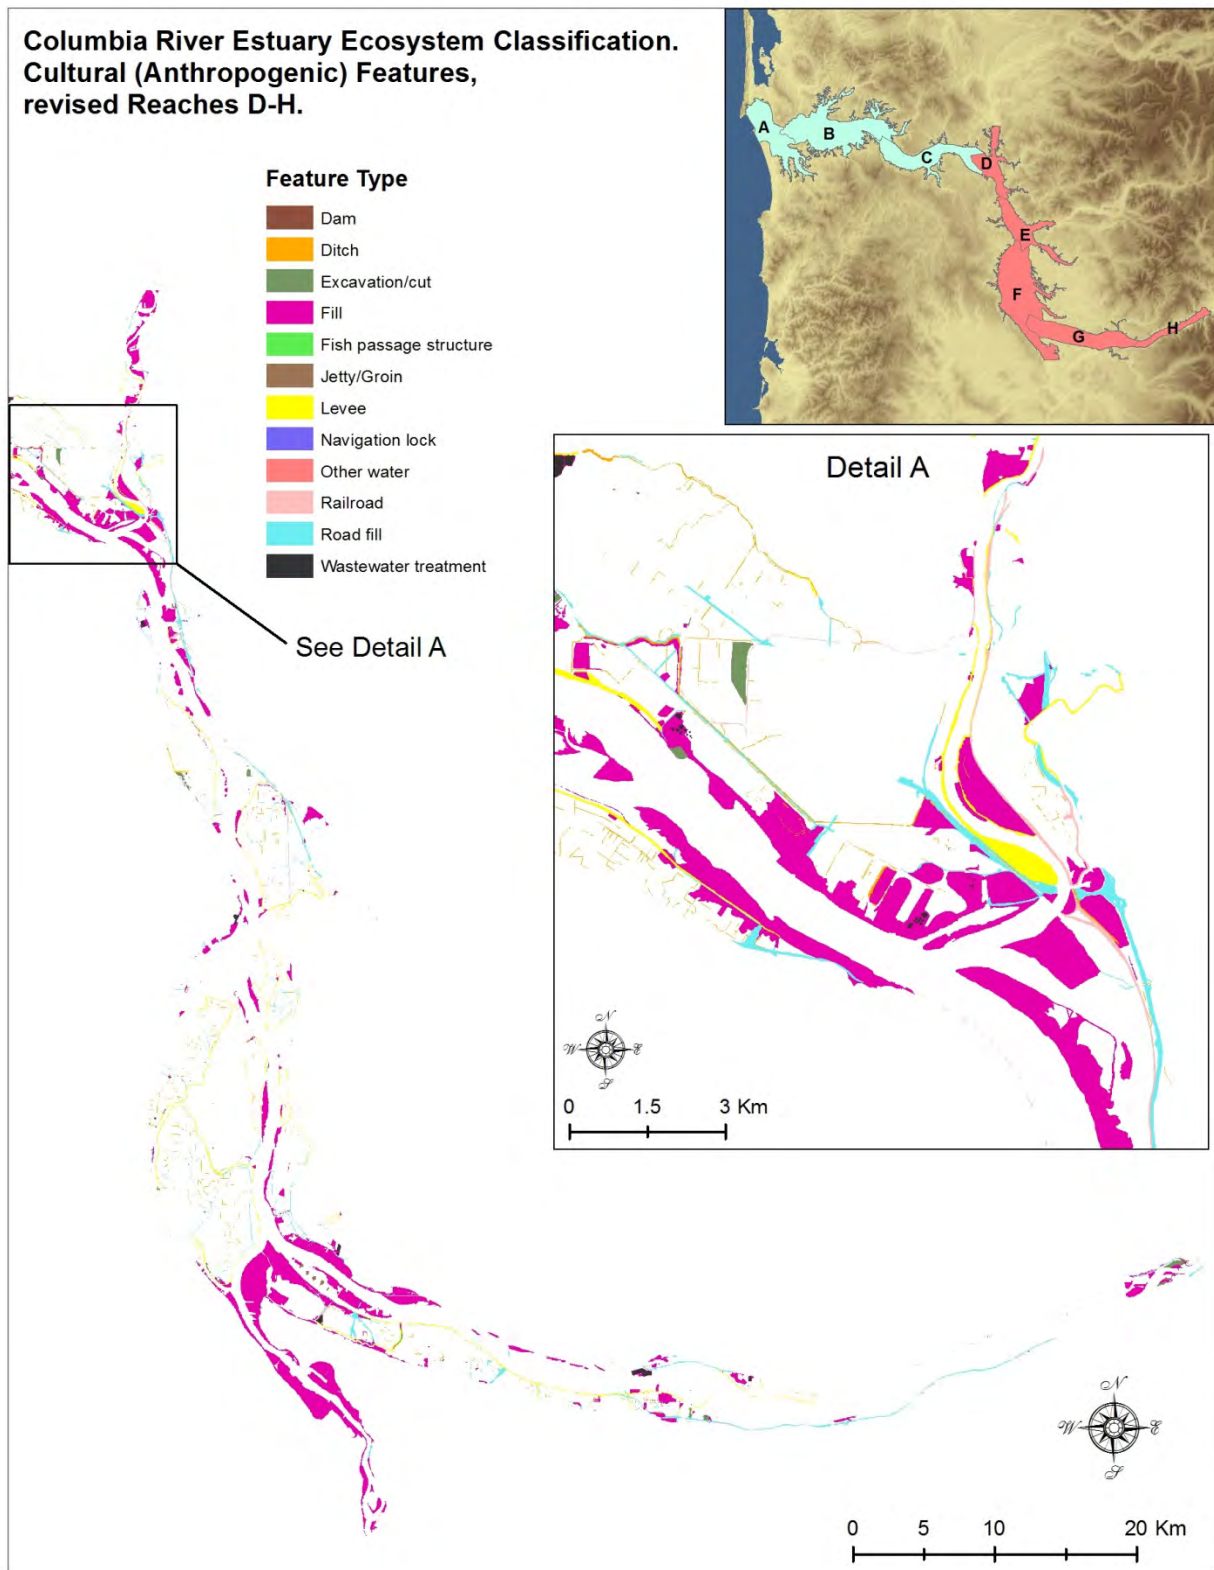 Columbia River Estuary Ecosystem Classification.
Cultural (Anthropogenic) Features,
revised Reaches D-H.
A
B
C
D
E
F
G
H
Feature Type
Dam
Ditch
Excavation/cut
Fill
Fish passage structure
Jetty/Groin
Levee
Navigation lock
Other water
Railroad
Road fill
Wastewater treatment
See Detail A
Detail A
N
W E
S
0 1.5 3 Km
N
W E
S
0 5 10 20 Km